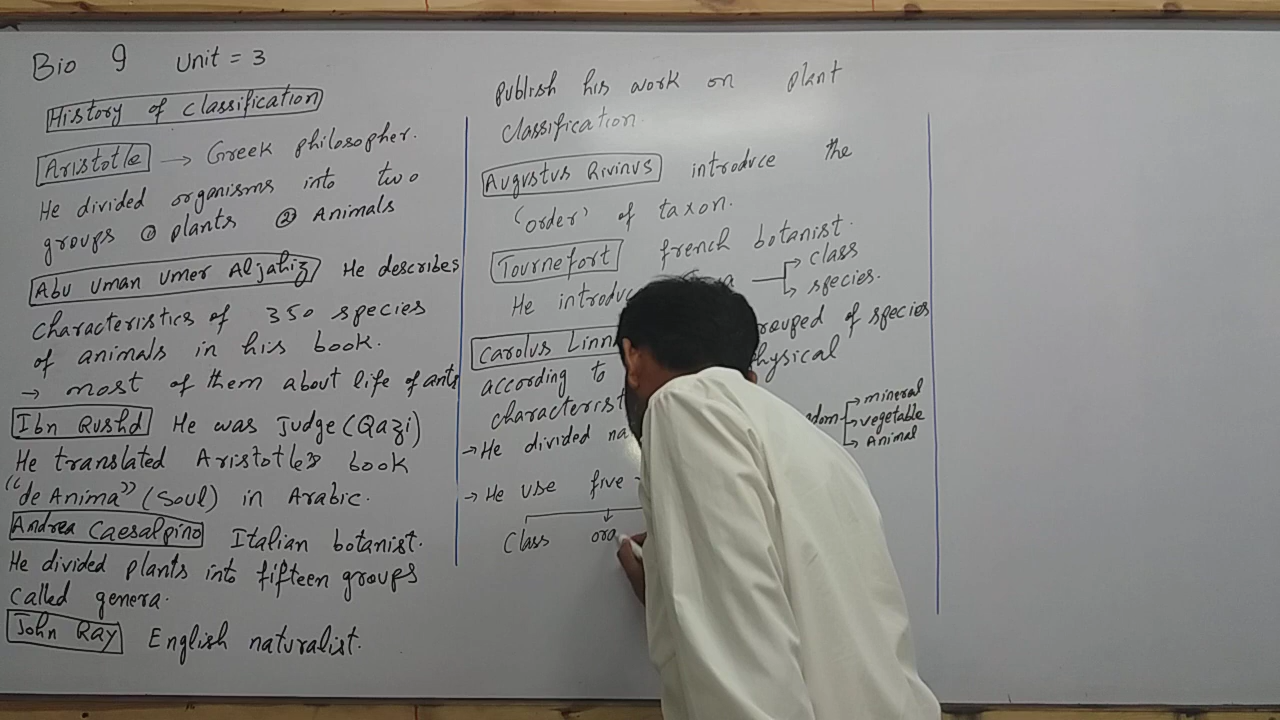 Bio 9 Unit = 3
History of classification
Aristotle → Greek philosopher.
He divided organisms into two
groups ① plants ② Animals
Abu Uman Umer Aljahiz He describes
characteristics of 350 species
of animals in his book.
→ most of them about life of ants
Ibn Rushd He was Judge (Qazi)
He translated Aristotle's book
"de Anima" (soul) in Arabic.
Andrea Caesalpino Italian botanist.
He divided plants into fifteen groups
called genera.
John Ray English naturalist.
publish his work on plant
classification.
Augustus Rivinus introduce the
'order' of taxon.
Tournefort french botanist.
He introduc → class
→ species.
Carolus Linn rouped of species
according to hysical
characterist
→ He divided na dom → mineral
→ vegetable
→ Animal
→ He use five
Class